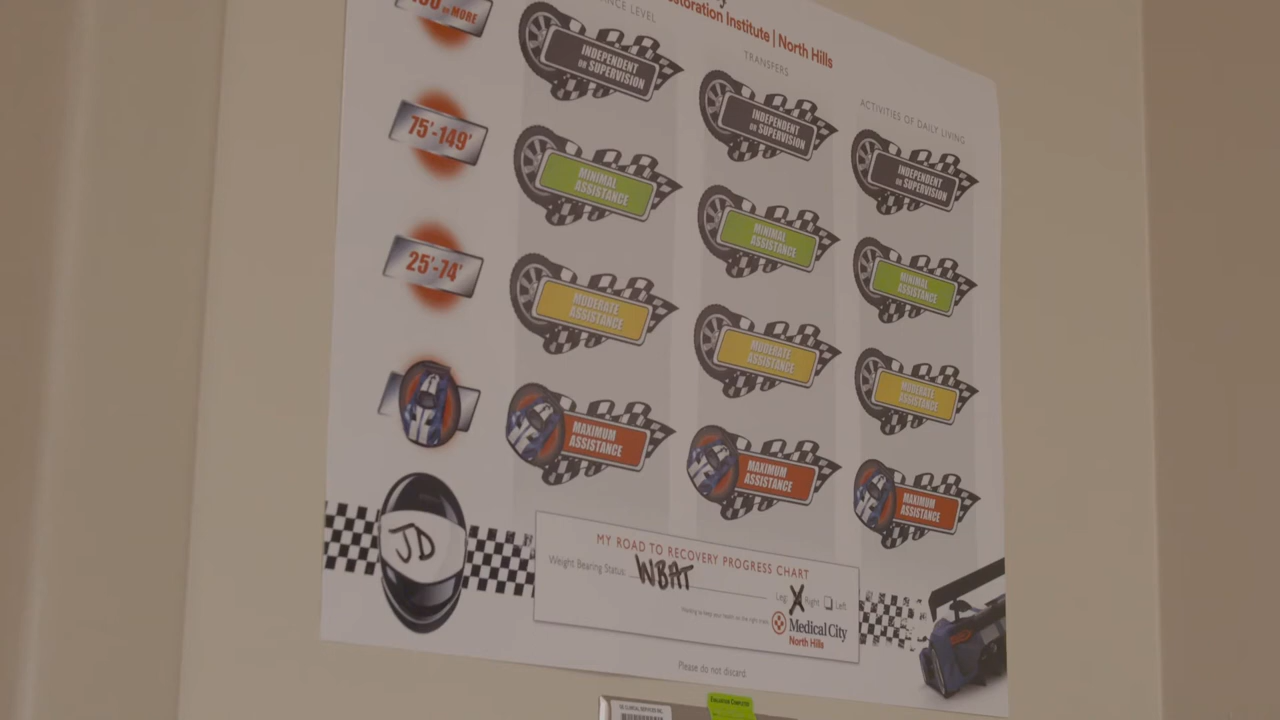 OR MORE
Restoration Institute | North Hills
LEVEL
TRANSFERS
ACTIVITIES OF DAILY LIVING
INDEPENDENT
OR SUPERVISION
INDEPENDENT
OR SUPERVISION
INDEPENDENT
OR SUPERVISION
75'-149'
MINIMAL
ASSISTANCE
MINIMAL
ASSISTANCE
MINIMAL
ASSISTANCE
25'-74'
MODERATE
ASSISTANCE
MODERATE
ASSISTANCE
MODERATE
ASSISTANCE
MAXIMUM
ASSISTANCE
MAXIMUM
ASSISTANCE
MAXIMUM
ASSISTANCE
JD
MY ROAD TO RECOVERY PROGRESS CHART
Weight Bearing Status: WBAT
Leg: X Right Left
Medical City
North Hills
Please do not discard.